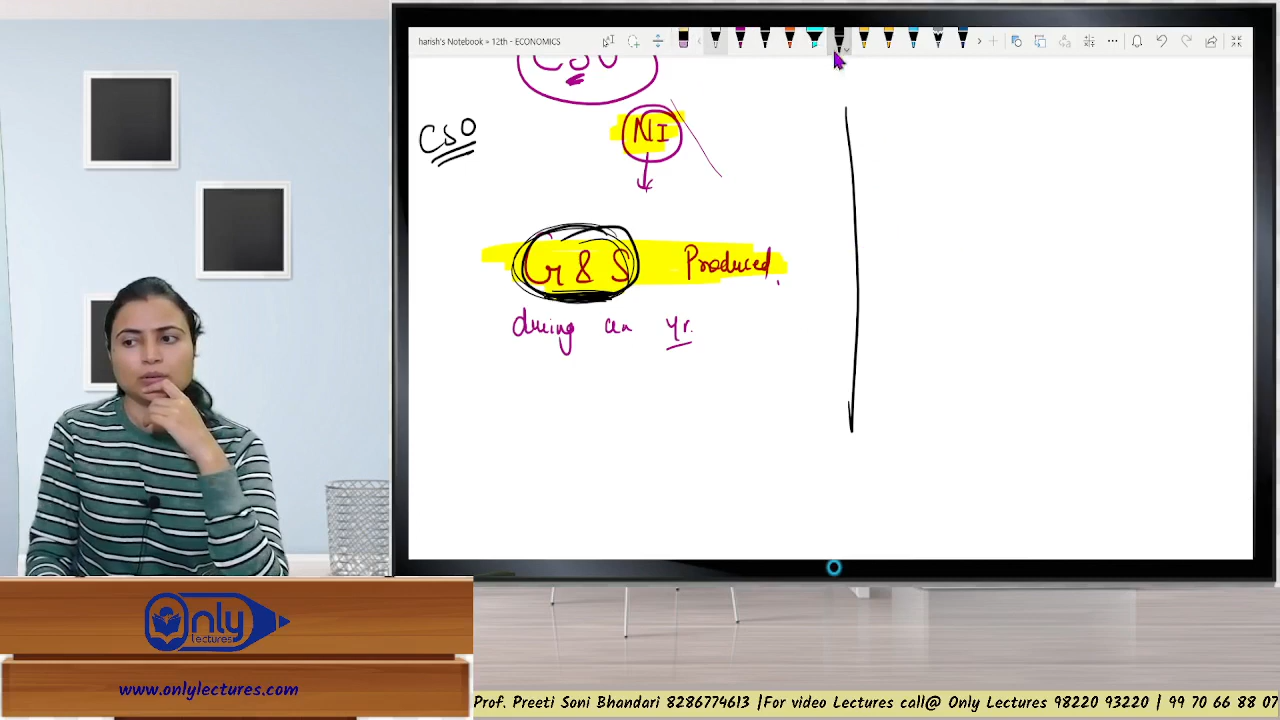 harish's Notebook » 12th - ECONOMICS
CSO
CSO
NI
G & S Produced.
during an yr.
Only
lectures
www.onlylectures.com
Prof. Preeti Soni Bhandari 8286774613 |For video Lectures call@ Only Lectures 98220 93220 | 99 70 66 88 07